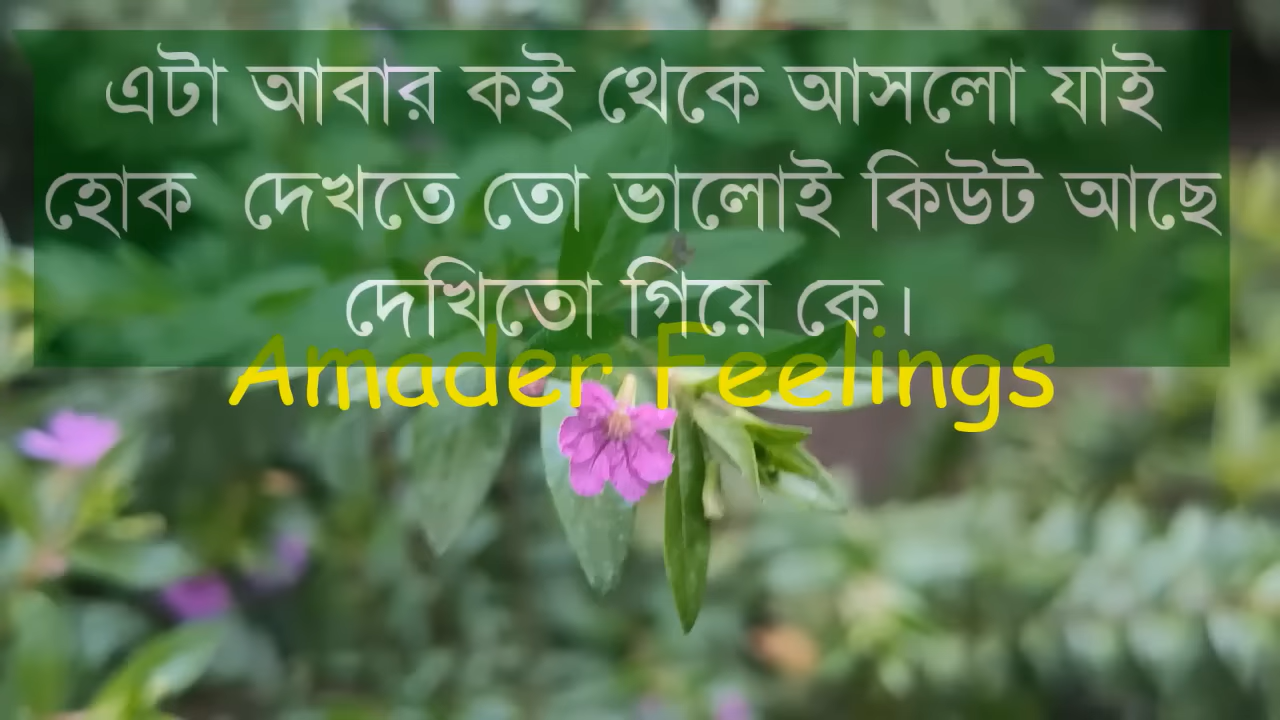 এটা আবার কই থেকে আসলো যাই
হোক দেখতে তো ভালোই কিউট আছে
দেখিতো গিয়ে কে।
Amader Feelings